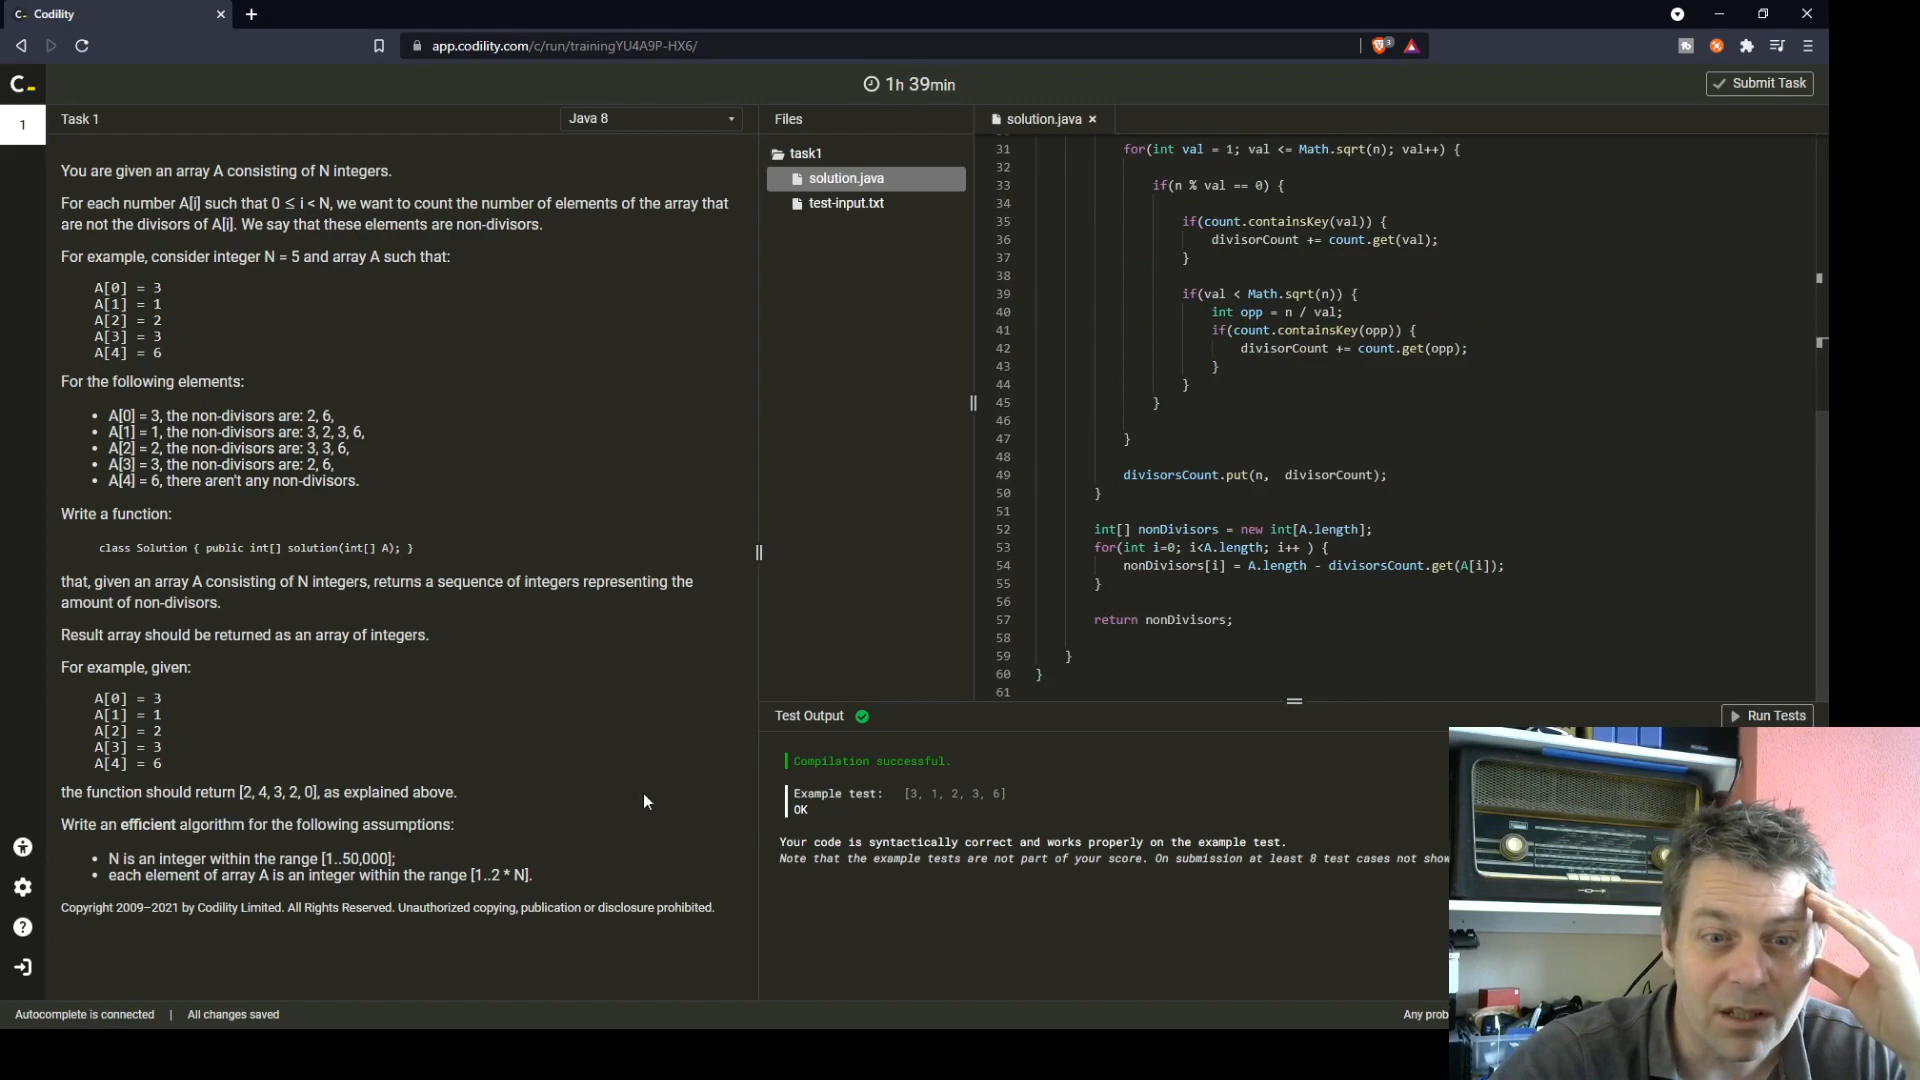 C_ Codility
app.codility.com/c/run/trainingYU4A9P-HX6/
3
C_
1h 39min
Submit Task
1
Task 1
Java 8
You are given an array A consisting of N integers.
For each number A[i] such that 0 ≤ i < N, we want to count the number of elements of the array that
are not the divisors of A[i]. We say that these elements are non-divisors.
For example, consider integer N = 5 and array A such that:
A[0] = 3
A[1] = 1
A[2] = 2
A[3] = 3
A[4] = 6
For the following elements:
• A[0] = 3, the non-divisors are: 2, 6,
• A[1] = 1, the non-divisors are: 3, 2, 3, 6,
• A[2] = 2, the non-divisors are: 3, 3, 6,
• A[3] = 3, the non-divisors are: 2, 6,
• A[4] = 6, there aren't any non-divisors.
Write a function:
class Solution { public int[] solution(int[] A); }
that, given an array A consisting of N integers, returns a sequence of integers representing the
amount of non-divisors.
Result array should be returned as an array of integers.
For example, given:
A[0] = 3
A[1] = 1
A[2] = 2
A[3] = 3
A[4] = 6
the function should return [2, 4, 3, 2, 0], as explained above.
Write an efficient algorithm for the following assumptions:
• N is an integer within the range [1..50,000];
• each element of array A is an integer within the range [1..2 * N].
Copyright 2009–2021 by Codility Limited. All Rights Reserved. Unauthorized copying, publication or disclosure prohibited.
Files
task1
solution.java
test-input.txt
solution.java ×
31 for(int val = 1; val <= Math.sqrt(n); val++) {
32
33 if(n % val == 0) {
34
35 if(count.containsKey(val)) {
36 divisorCount += count.get(val);
37 }
38
39 if(val < Math.sqrt(n)) {
40 int opp = n / val;
41 if(count.containsKey(opp)) {
42 divisorCount += count.get(opp);
43 }
44 }
45 }
46
47 }
48
49 divisorsCount.put(n, divisorCount);
50 }
51
52 int[] nonDivisors = new int[A.length];
53 for(int i=0; i<A.length; i++ ) {
54 nonDivisors[i] = A.length - divisorsCount.get(A[i]);
55 }
56
57 return nonDivisors;
58
59 }
60 }
61
Test Output
Run Tests
Compilation successful.
Example test: [3, 1, 2, 3, 6]
OK
Your code is syntactically correct and works properly on the example test.
Note that the example tests are not part of your score. On submission at least 8 test cases not show
Autocomplete is connected | All changes saved
Any prob